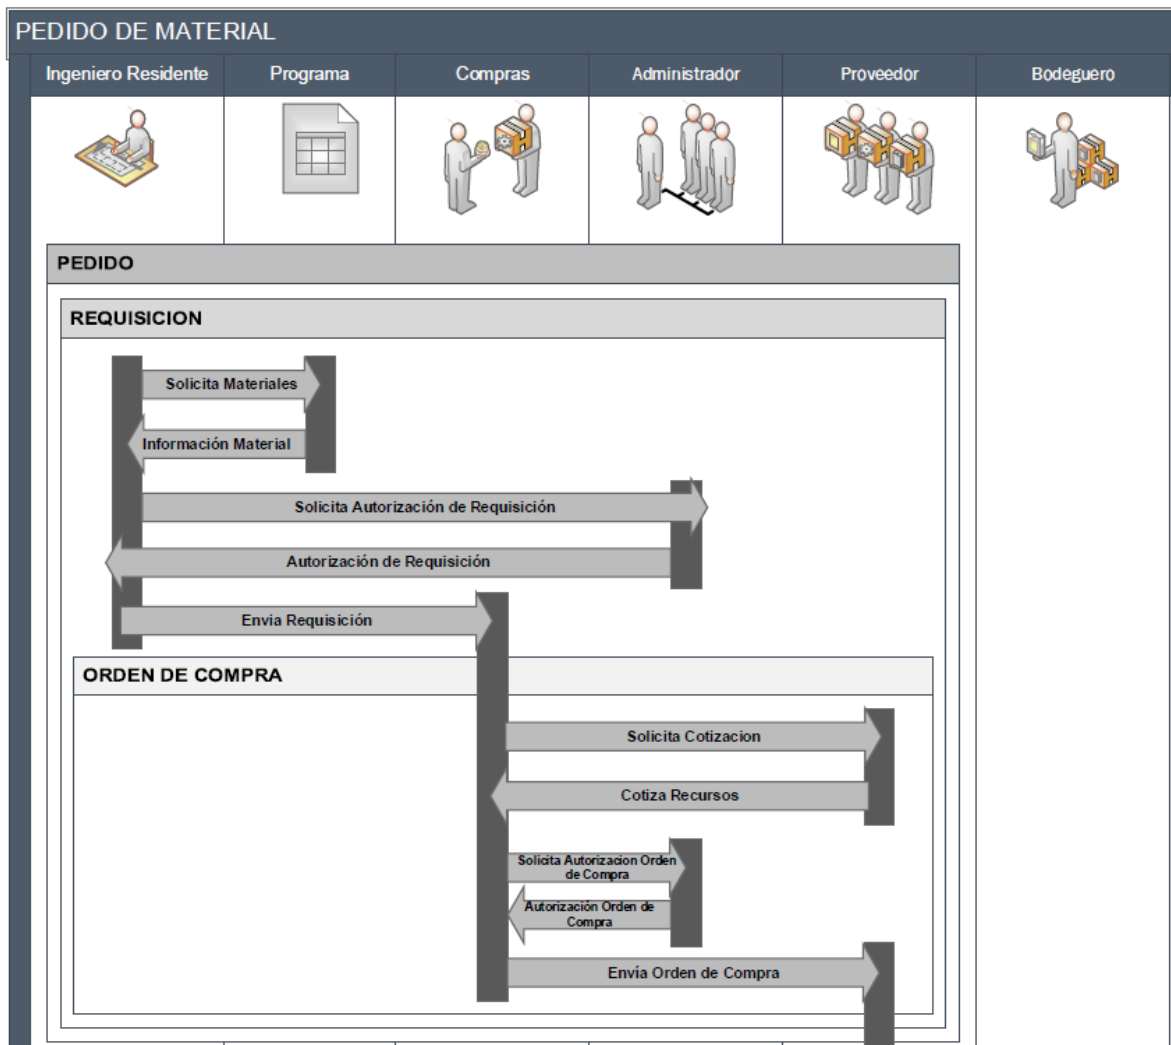 PEDIDO DE MATERIAL
Ingeniero Residente
Programa
Compras
Administrador
Proveedor
Bodeguero
PEDIDO
REQUISICION
Solicita Materiales
Información Material
Solicita Autorización de Requisición
Autorización de Requisición
Envia Requisición
ORDEN DE COMPRA
Solicita Cotizacion
Cotiza Recursos
Solicita Autorizacion Orden
de Compra
Autorización Orden de
Compra
Envía Orden de Compra